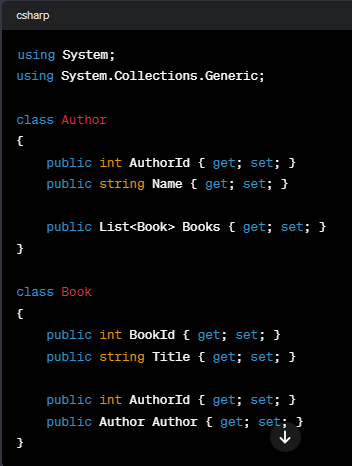 csharp
using System;
using System.Collections.Generic;
class Author
{
public int AuthorId { get; set; }
public string Name { get; set; }
public List<Book> Books { get; set; }
}
class Book
{
public int BookId { get; set; }
public string Title { get; set; }
public int AuthorId { get; set; }
public Author Author { get; set; }
}